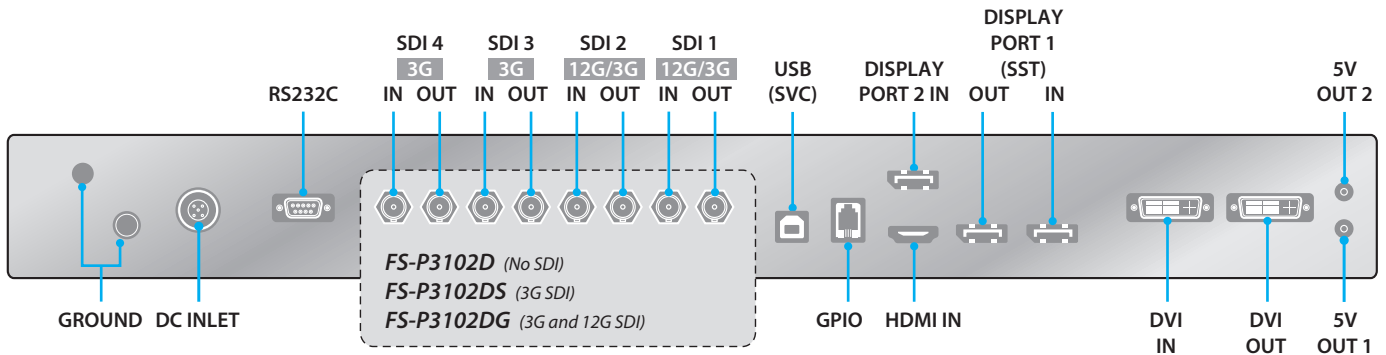 DISPLAY
PORT 1
(SST)
SDI 4 SDI 3 SDI 2 SDI 1
3G 3G 12G/3G 12G/3G
USB
(SVC)
DISPLAY
PORT 2 IN
5V
OUT 2
RS232C IN OUT IN OUT IN OUT IN OUT OUT IN
FS-P3102D (No SDI)
FS-P3102DS (3G SDI)
FS-P3102DG (3G and 12G SDI)
GROUND DC INLET GPIO HDMI IN
DVI
IN
DVI
OUT
5V
OUT 1